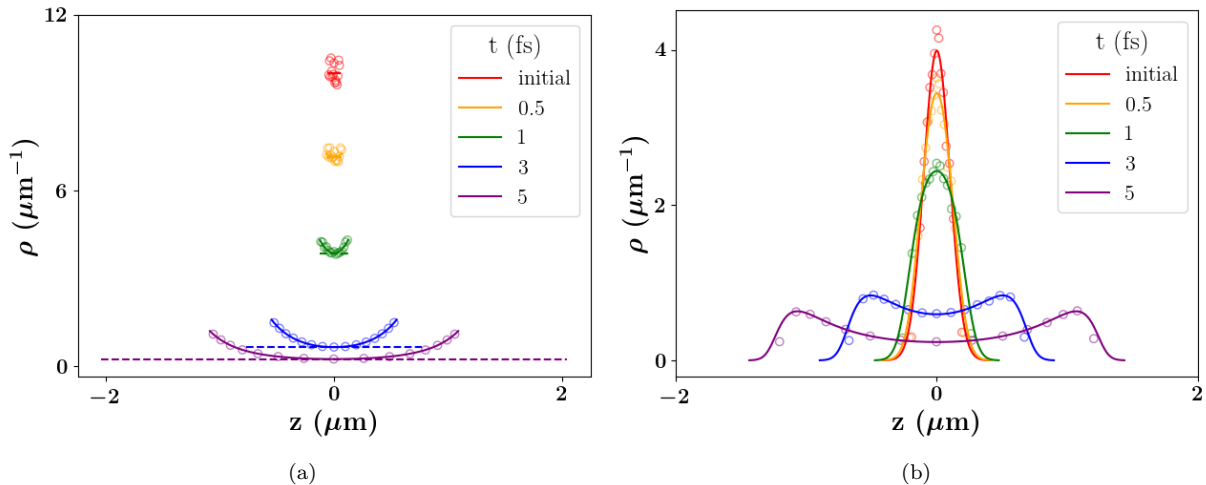 12
6
0
ρ (μm⁻¹)
t (fs)
initial
0.5
1
3
5
−2
0
2
z (μm)
(a)
4
2
0
ρ (μm⁻¹)
t (fs)
initial
0.5
1
3
5
−2
0
2
z (μm)
(b)